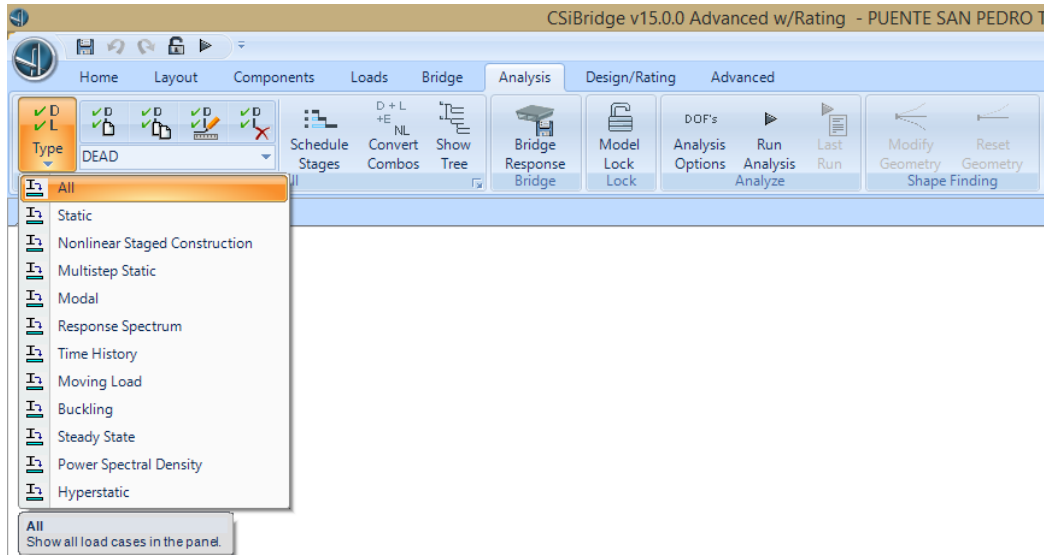 CSiBridge v15.0.0 Advanced w/Rating - PUENTE SAN PEDRO T
Home Layout Components Loads Bridge Analysis Design/Rating Advanced
Type
DEAD
Schedule Stages
D + L +E NL
Convert Combos
Show Tree
Bridge Response
Bridge
Model Lock
Lock
DOF's
Analysis Options
Run Analysis
Last Run
Analyze
Modify Geometry
Reset Geometry
Shape Finding
All
Static
Nonlinear Staged Construction
Multistep Static
Modal
Response Spectrum
Time History
Moving Load
Buckling
Steady State
Power Spectral Density
Hyperstatic
All
Show all load cases in the panel.